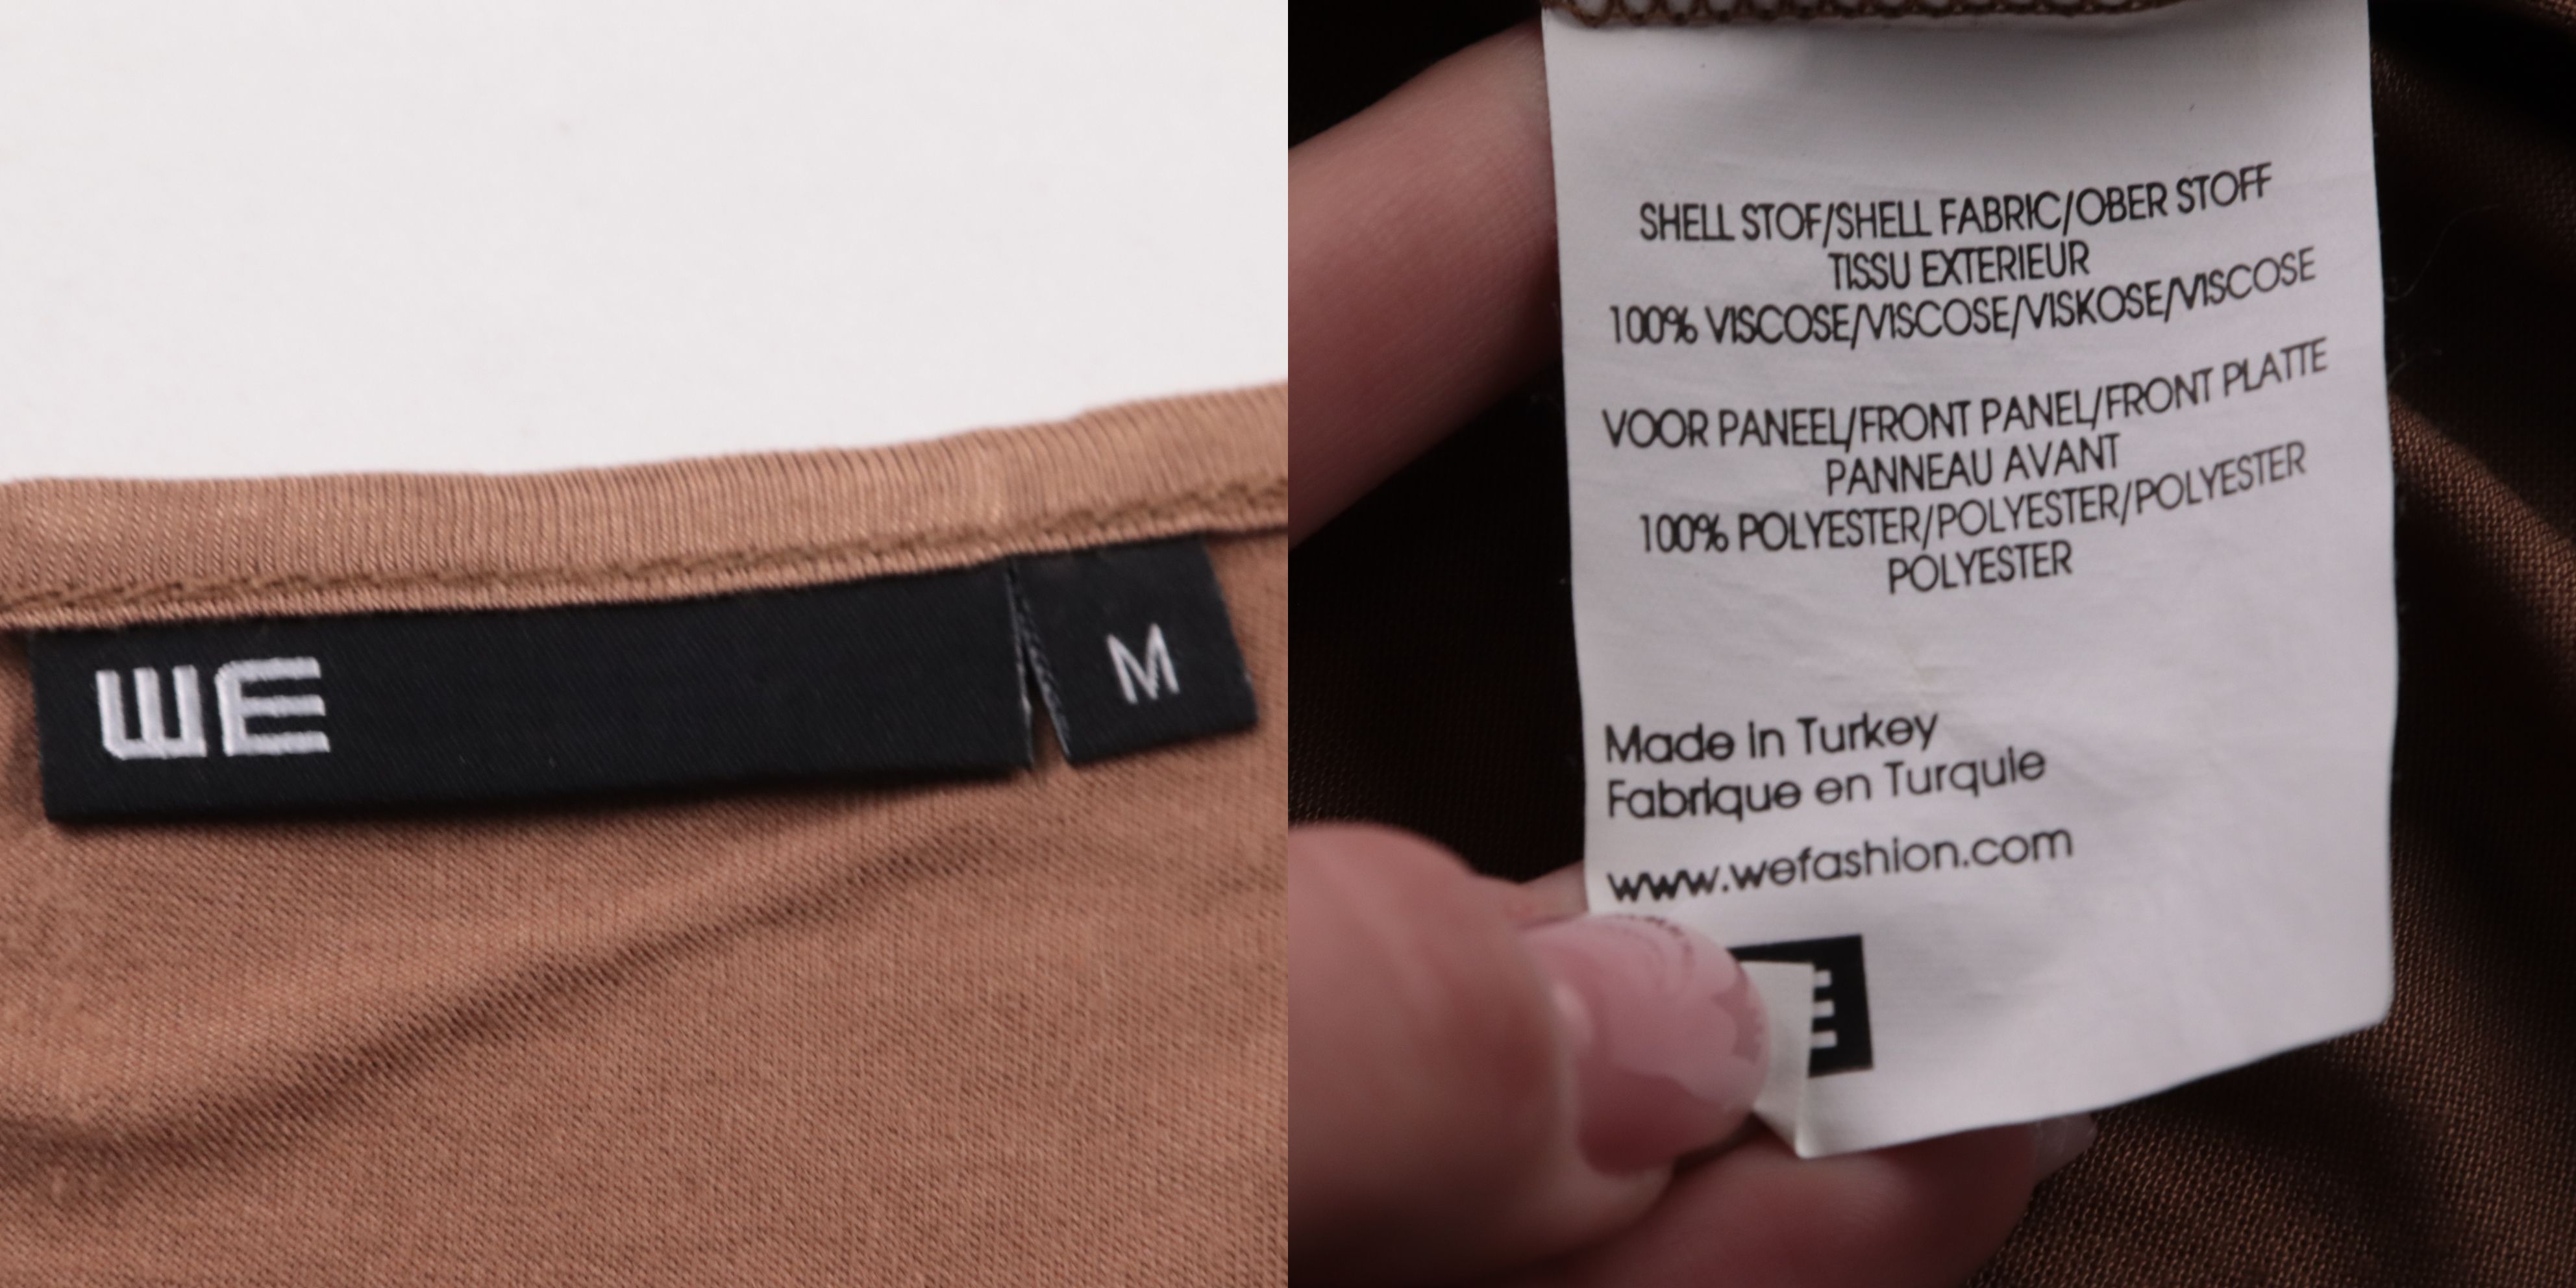 WE
M
SHELL STOF/SHELL FABRIC/OBER STOFF
TISSU EXTERIEUR
100% VISCOSE/VISCOSE/VISKOSE/VISCOSE
VOOR PANEEL/FRONT PANEL/FRONT PLATTE
PANNEAU AVANT
100% POLYESTER/POLYESTER/POLYESTER
POLYESTER
Made in Turkey
Fabrique en Turquie
www.wefashion.com